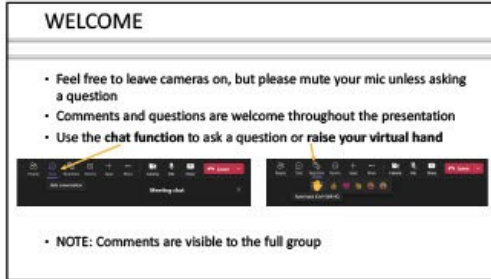 WELCOME
• Feel free to leave cameras on, but please mute your mic unless asking
a question
• Comments and questions are welcome throughout the presentation
• Use the chat function to ask a question or raise your virtual hand
Meeting chat
• NOTE: Comments are visible to the full group